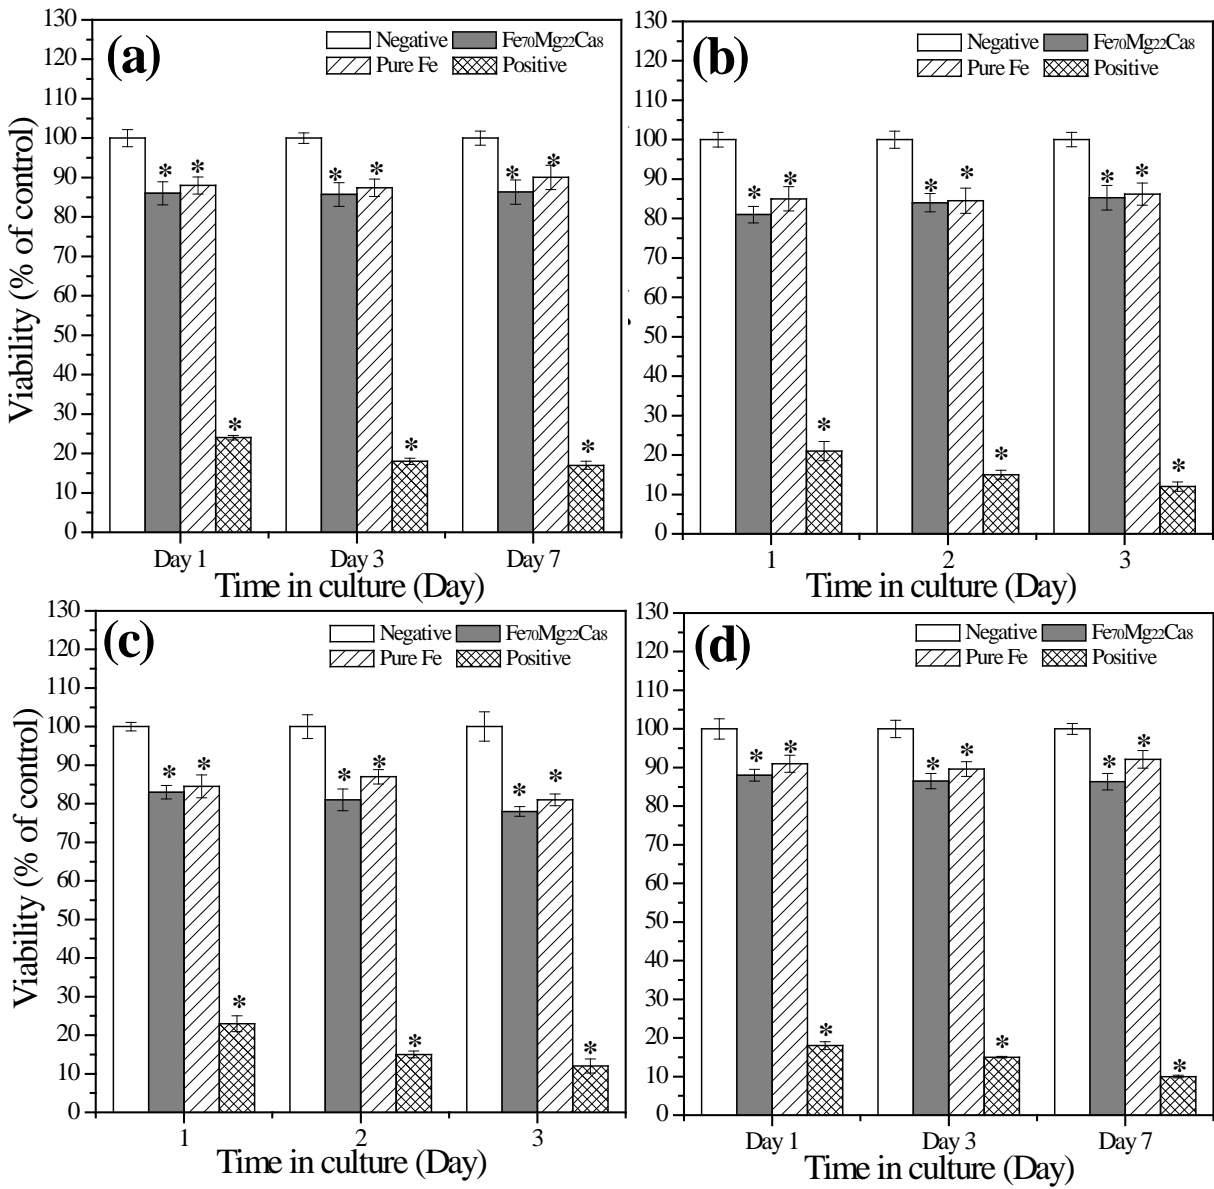 (a)
Negative Fe₇₀Mg₂₂Ca₈
Pure Fe Positive
Viability (% of control)
130
120
110
100
90
80
70
60
50
40
30
20
10
0
* * * * * *
* * *
Day 1 Day 3 Day 7
Time in culture (Day)
(b)
Negative Fe₇₀Mg₂₂Ca₈
Pure Fe Positive
130
120
110
100
90
80
70
60
50
40
30
20
10
0
* * * * * *
* * *
1 2 3
Time in culture (Day)
(c)
Negative Fe₇₀Mg₂₂Ca₈
Pure Fe Positive
Viability (% of control)
130
120
110
100
90
80
70
60
50
40
30
20
10
0
* * * * * *
* * *
1 2 3
Time in culture (Day)
(d)
Negative Fe₇₀Mg₂₂Ca₈
Pure Fe Positive
130
120
110
100
90
80
70
60
50
40
30
20
10
0
* * * * * *
* * *
Day 1 Day 3 Day 7
Time in culture (Day)